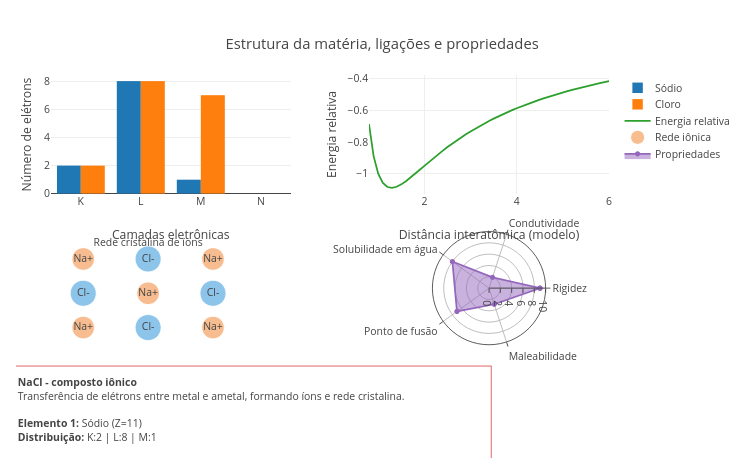 Estrutura da matéria, ligações e propriedades
Número de elétrons
8
6
4
2
0
K
L
M
N
Camadas eletrônicas
Energia relativa
−0.4
−0.6
−0.8
−1
2
4
6
Distância interatômica (modelo)
Sódio
Cloro
Energia relativa
Rede iônica
Propriedades
Rede cristalina de íons
Na+
Cl-
Na+
Cl-
Na+
Cl-
Na+
Cl-
Na+
Condutividade
Solubilidade em água
Rigidez
Ponto de fusão
Maleabilidade
0
2
4
6
8
10
NaCl - composto iônico
Transferência de elétrons entre metal e ametal, formando íons e rede cristalina.
Elemento 1: Sódio (Z=11)
Distribuição: K:2 | L:8 | M:1